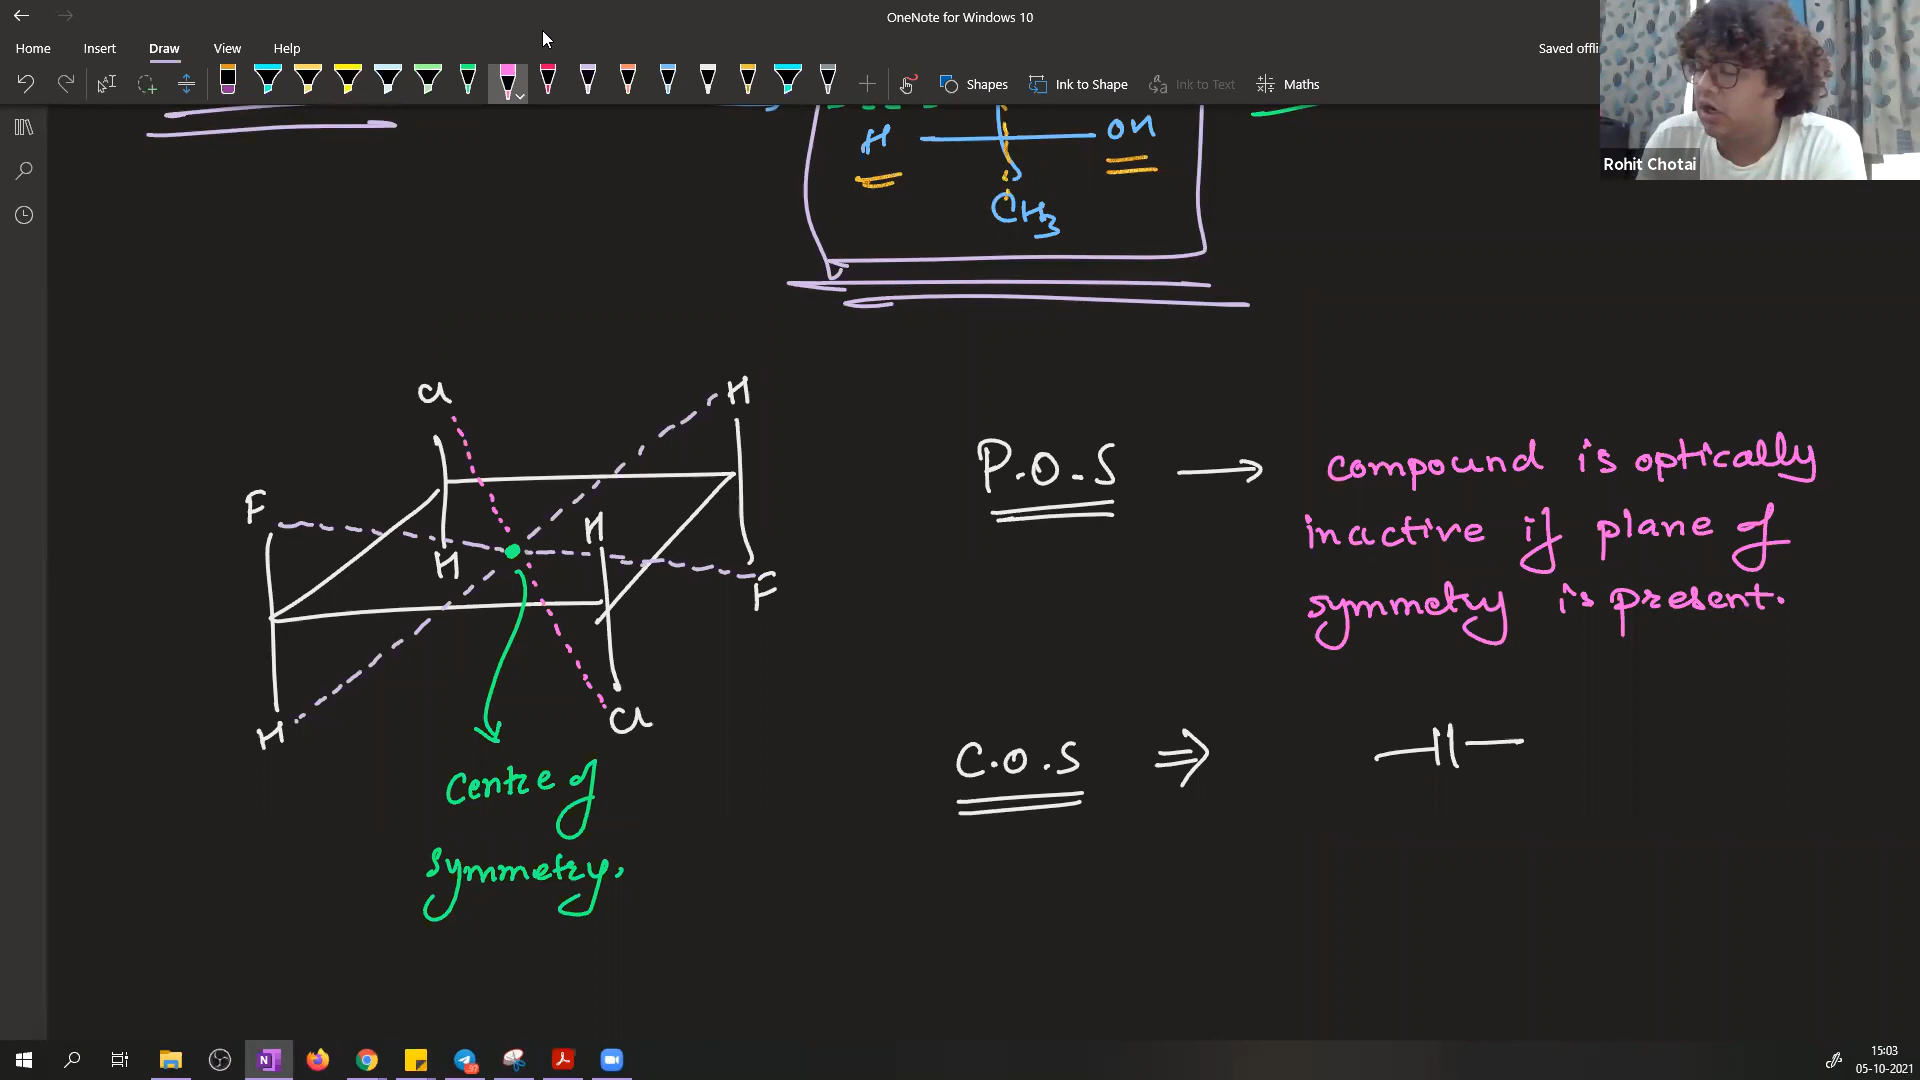 OneNote for Windows 10
Home Insert Draw View Help
Saved offli
Shapes Ink to Shape Ink to Text Maths
Rohit Chotai
H OH
CH3
Cl H
F H H F
H Cl
Centre of
symmetry.
P.O.S → compound is optically
inactive if plane of
symmetry is present.
C.O.S ⇒ —||—
15:03
05-10-2021